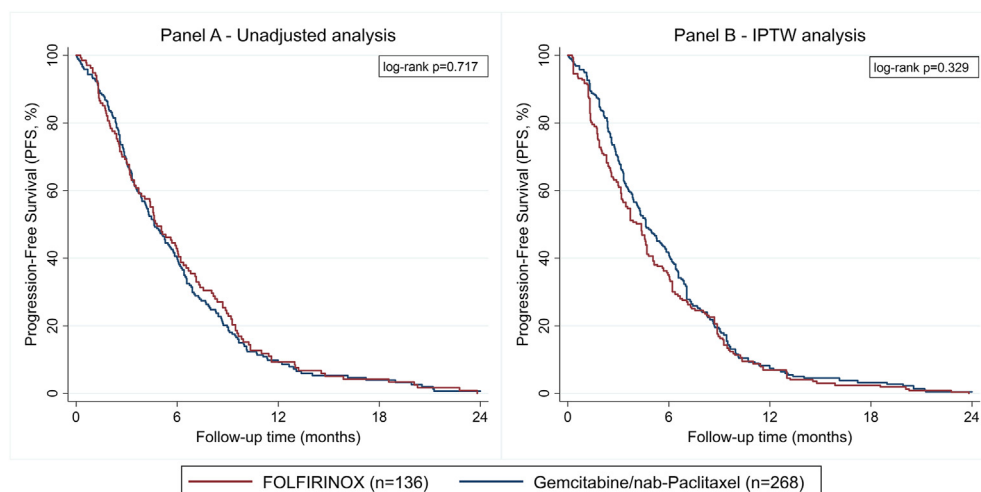 Panel A - Unadjusted analysis
log-rank p=0.717
Progression-Free Survival (PFS, %)
100
80
60
40
20
0
0 6 12 18 24
Follow-up time (months)
Panel B - IPTW analysis
log-rank p=0.329
Progression-Free Survival (PFS, %)
100
80
60
40
20
0
0 6 12 18 24
Follow-up time (months)
FOLFIRINOX (n=136) Gemcitabine/nab-Paclitaxel (n=268)